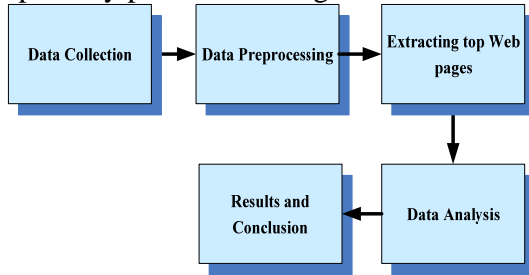 Data Collection
Data Preprocessing
Extracting top Web
pages
Data Analysis
Results and
Conclusion